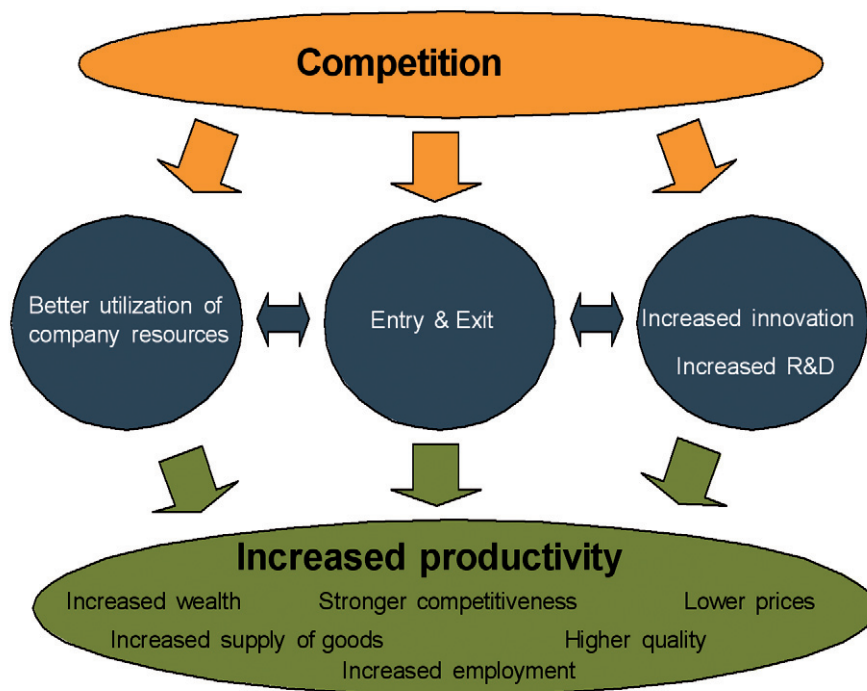 Competition
Better utilization of
company resources
Entry & Exit
Increased innovation
Increased R&D
Increased productivity
Increased wealth
Stronger competitiveness
Lower prices
Increased supply of goods
Higher quality
Increased employment